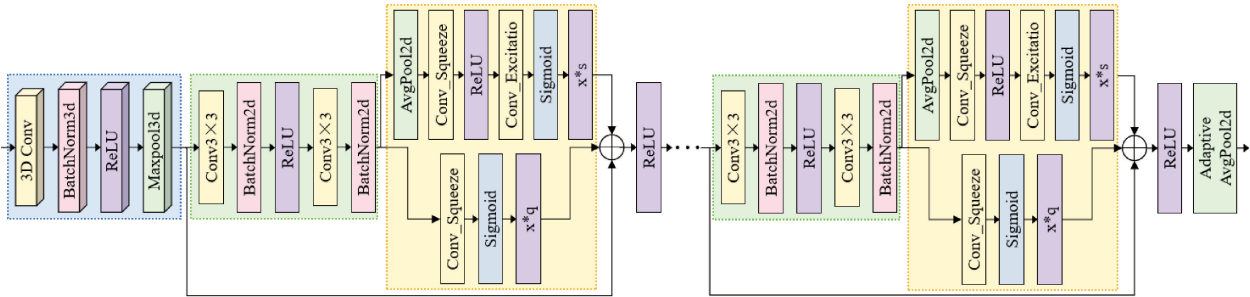 3D Conv
BatchNorm3d
ReLU
Maxpool3d
Conv3×3
BatchNorm2d
ReLU
Conv3×3
BatchNorm2d
AvgPool2d
Conv_Squeeze
ReLU
Conv_Excitatio
Sigmoid
x*s
Conv_Squeeze
Sigmoid
x*q
ReLU
Conv3×3
BatchNorm2d
ReLU
Conv3×3
BatchNorm2d
AvgPool2d
Conv_Squeeze
ReLU
Conv_Excitatio
Sigmoid
x*s
Conv_Squeeze
Sigmoid
x*q
ReLU
Adaptive
AvgPool2d